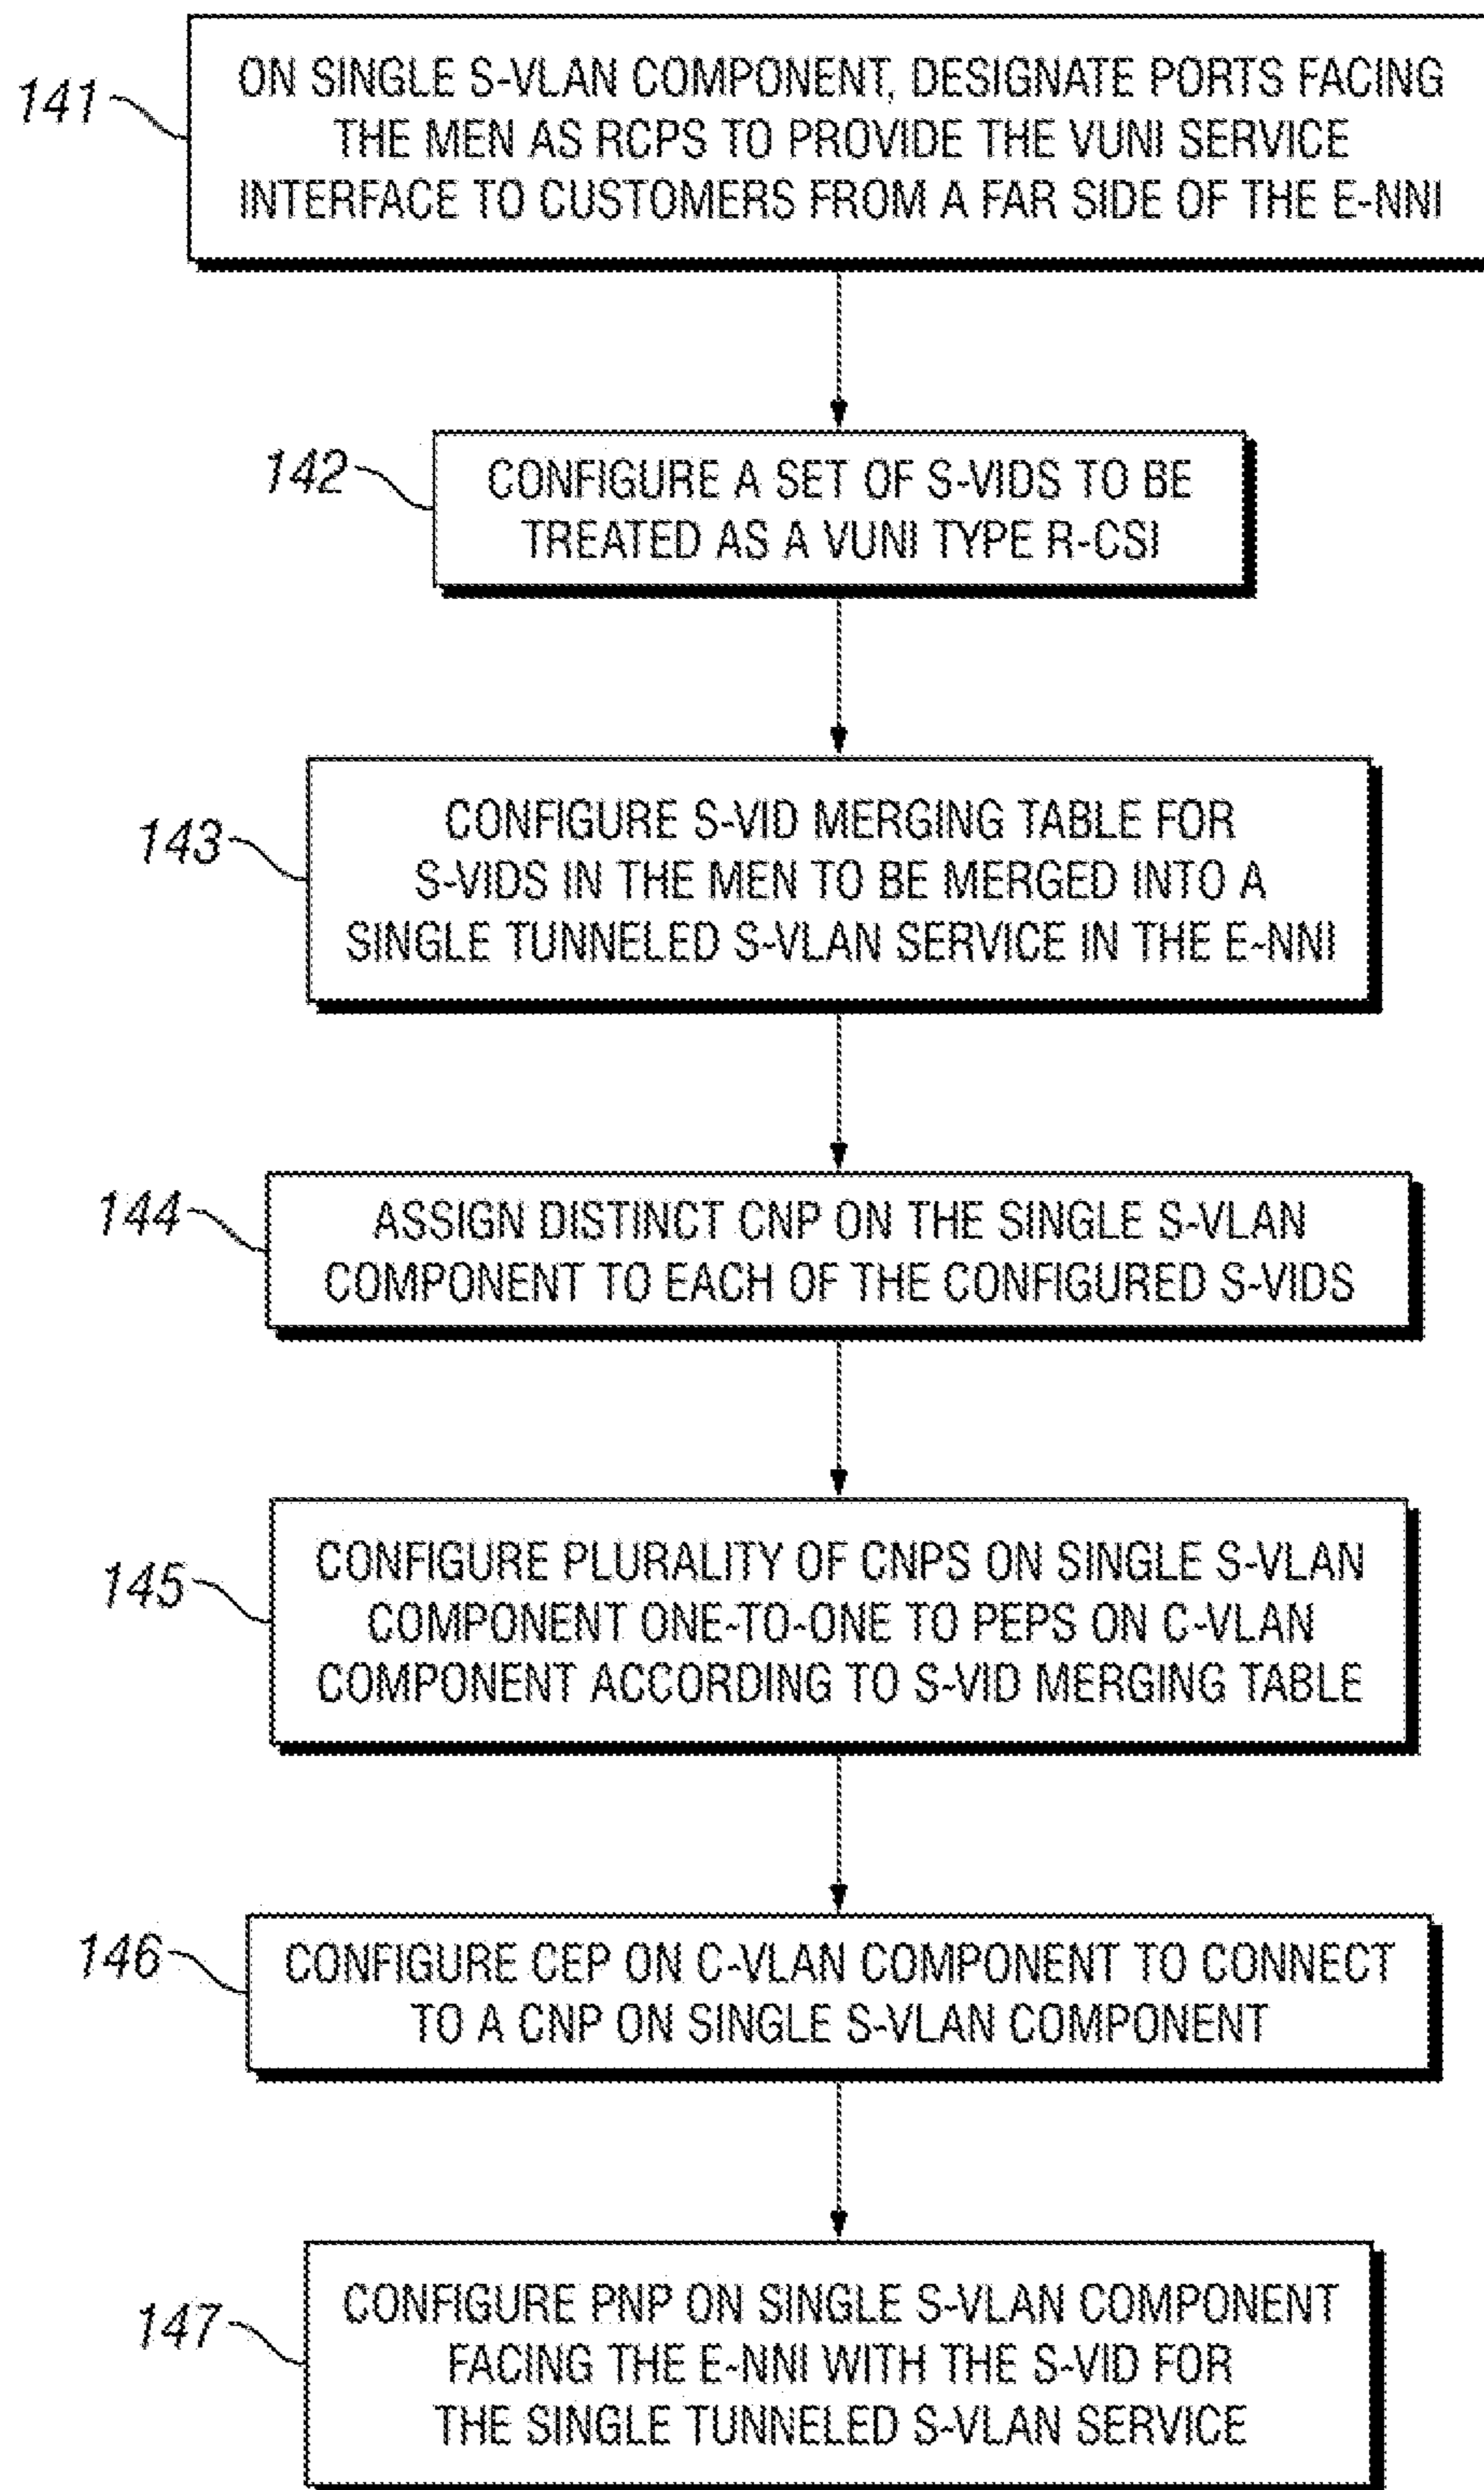 141
ON SINGLE S-VLAN COMPONENT, DESIGNATE PORTS FACING
THE MEN AS RCPS TO PROVIDE THE VUNI SERVICE
INTERFACE TO CUSTOMERS FROM A FAR SIDE OF THE E-NNI
142
CONFIGURE A SET OF S-VIDS TO BE
TREATED AS A VUNI TYPE R-CSI
143
CONFIGURE S-VID MERGING TABLE FOR
S-VIDS IN THE MEN TO BE MERGED INTO A
SINGLE TUNNELED S-VLAN SERVICE IN THE E-NNI
144
ASSIGN DISTINCT CNP ON THE SINGLE S-VLAN
COMPONENT TO EACH OF THE CONFIGURED S-VIDS
145
CONFIGURE PLURALITY OF CNPS ON SINGLE S-VLAN
COMPONENT ONE-TO-ONE TO PEPS ON C-VLAN
COMPONENT ACCORDING TO S-VID MERGING TABLE
146
CONFIGURE CEP ON C-VLAN COMPONENT TO CONNECT
TO A CNP ON SINGLE S-VLAN COMPONENT
147
CONFIGURE PNP ON SINGLE S-VLAN COMPONENT
FACING THE E-NNI WITH THE S-VID FOR
THE SINGLE TUNNELED S-VLAN SERVICE